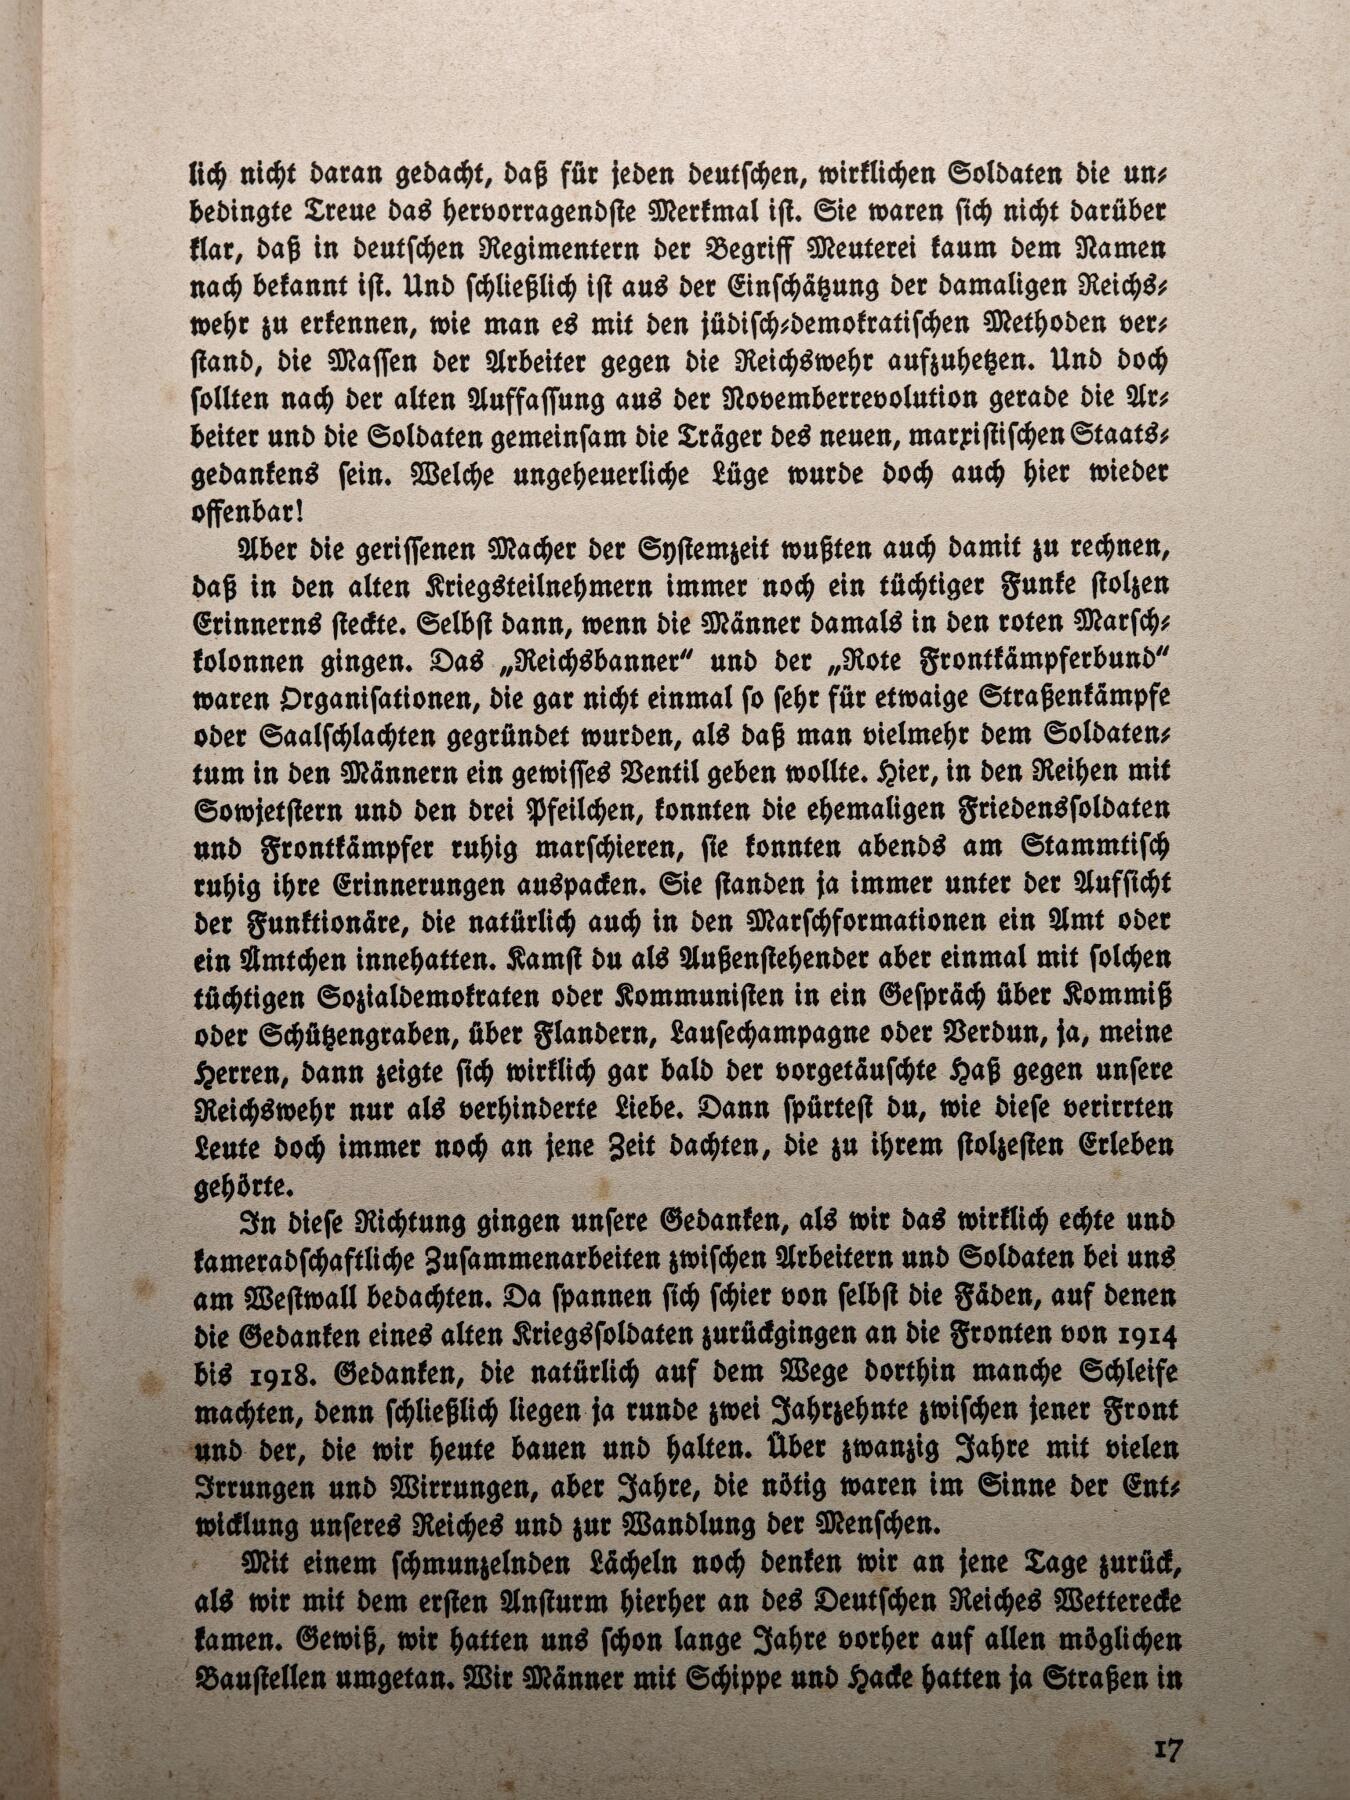 lich nicht daran gedacht, daß für jeden deutschen, wirklichen Soldaten die un⸗
bedingte Treue das hervorragendste Merkmal ist. Sie waren sich nicht darüber
klar, daß in deutschen Regimentern der Begriff Meuterei kaum dem Namen
nach bekannt ist. Und schließlich ist aus der Einschätzung der damaligen Reichs⸗
wehr zu erkennen, wie man es mit den jüdisch⸗demokratischen Methoden ver⸗
stand, die Massen der Arbeiter gegen die Reichswehr aufzuhetzen. Und doch
sollten nach der alten Auffassung aus der Novemberrevolution gerade die Ar⸗
beiter und die Soldaten gemeinsam die Träger des neuen, marxistischen Staats⸗
gedankens sein. Welche ungeheuerliche Lüge wurde doch auch hier wieder
offenbar!
Aber die gerissenen Macher der Systemzeit wußten auch damit zu rechnen,
daß in den alten Kriegsteilnehmern immer noch ein tüchtiger Funke stolzen
Erinnerns steckte. Selbst dann, wenn die Männer damals in den roten Marsch⸗
kolonnen gingen. Das „Reichsbanner“ und der „Rote Frontkämpferbund“
waren Organisationen, die gar nicht einmal so sehr für etwaige Straßenkämpfe
oder Saalschlachten gegründet wurden, als daß man vielmehr dem Soldaten⸗
tum in den Männern ein gewisses Ventil geben wollte. Hier, in den Reihen mit
Sowjetstern und den drei Pfeilchen, konnten die ehemaligen Friedenssoldaten
und Frontkämpfer ruhig marschieren, sie konnten abends am Stammtisch
ruhig ihre Erinnerungen auspacken. Sie standen ja immer unter der Aufsicht
der Funktionäre, die natürlich auch in den Marschformationen ein Amt oder
ein Ämtchen innehatten. Kamst du als Außenstehender aber einmal mit solchen
tüchtigen Sozialdemokraten oder Kommunisten in ein Gespräch über Kommiß
oder Schützengraben, über Flandern, Lausechampagne oder Verdun, ja, meine
Herren, dann zeigte sich wirklich gar bald der vorgetäuschte Haß gegen unsere
Reichswehr nur als verhinderte Liebe. Dann spürtest du, wie diese verirrten
Leute doch immer noch an jene Zeit dachten, die zu ihrem stolzesten Erleben
gehörte.
In diese Richtung gingen unsere Gedanken, als wir das wirklich echte und
kameradschaftliche Zusammenarbeiten zwischen Arbeitern und Soldaten bei uns
am Westwall bedachten. Da spannen sich schier von selbst die Fäden, auf denen
die Gedanken eines alten Kriegssoldaten zurückgingen an die Fronten von 1914
bis 1918. Gedanken, die natürlich auf dem Wege dorthin manche Schleife
machten, denn schließlich liegen ja runde zwei Jahrzehnte zwischen jener Front
und der, die wir heute bauen und halten. Über zwanzig Jahre mit vielen
Irrungen und Wirrungen, aber Jahre, die nötig waren im Sinne der Ent⸗
wicklung unseres Reiches und zur Wandlung der Menschen.
Mit einem schmunzelnden Lächeln noch denken wir an jene Tage zurück,
als wir mit dem ersten Ansturm hierher an des Deutschen Reiches Wetterecke
kamen. Gewiß, wir hatten uns schon lange Jahre vorher auf allen möglichen
Baustellen umgetan. Wir Männer mit Schippe und Hacke hatten ja Straßen in
17